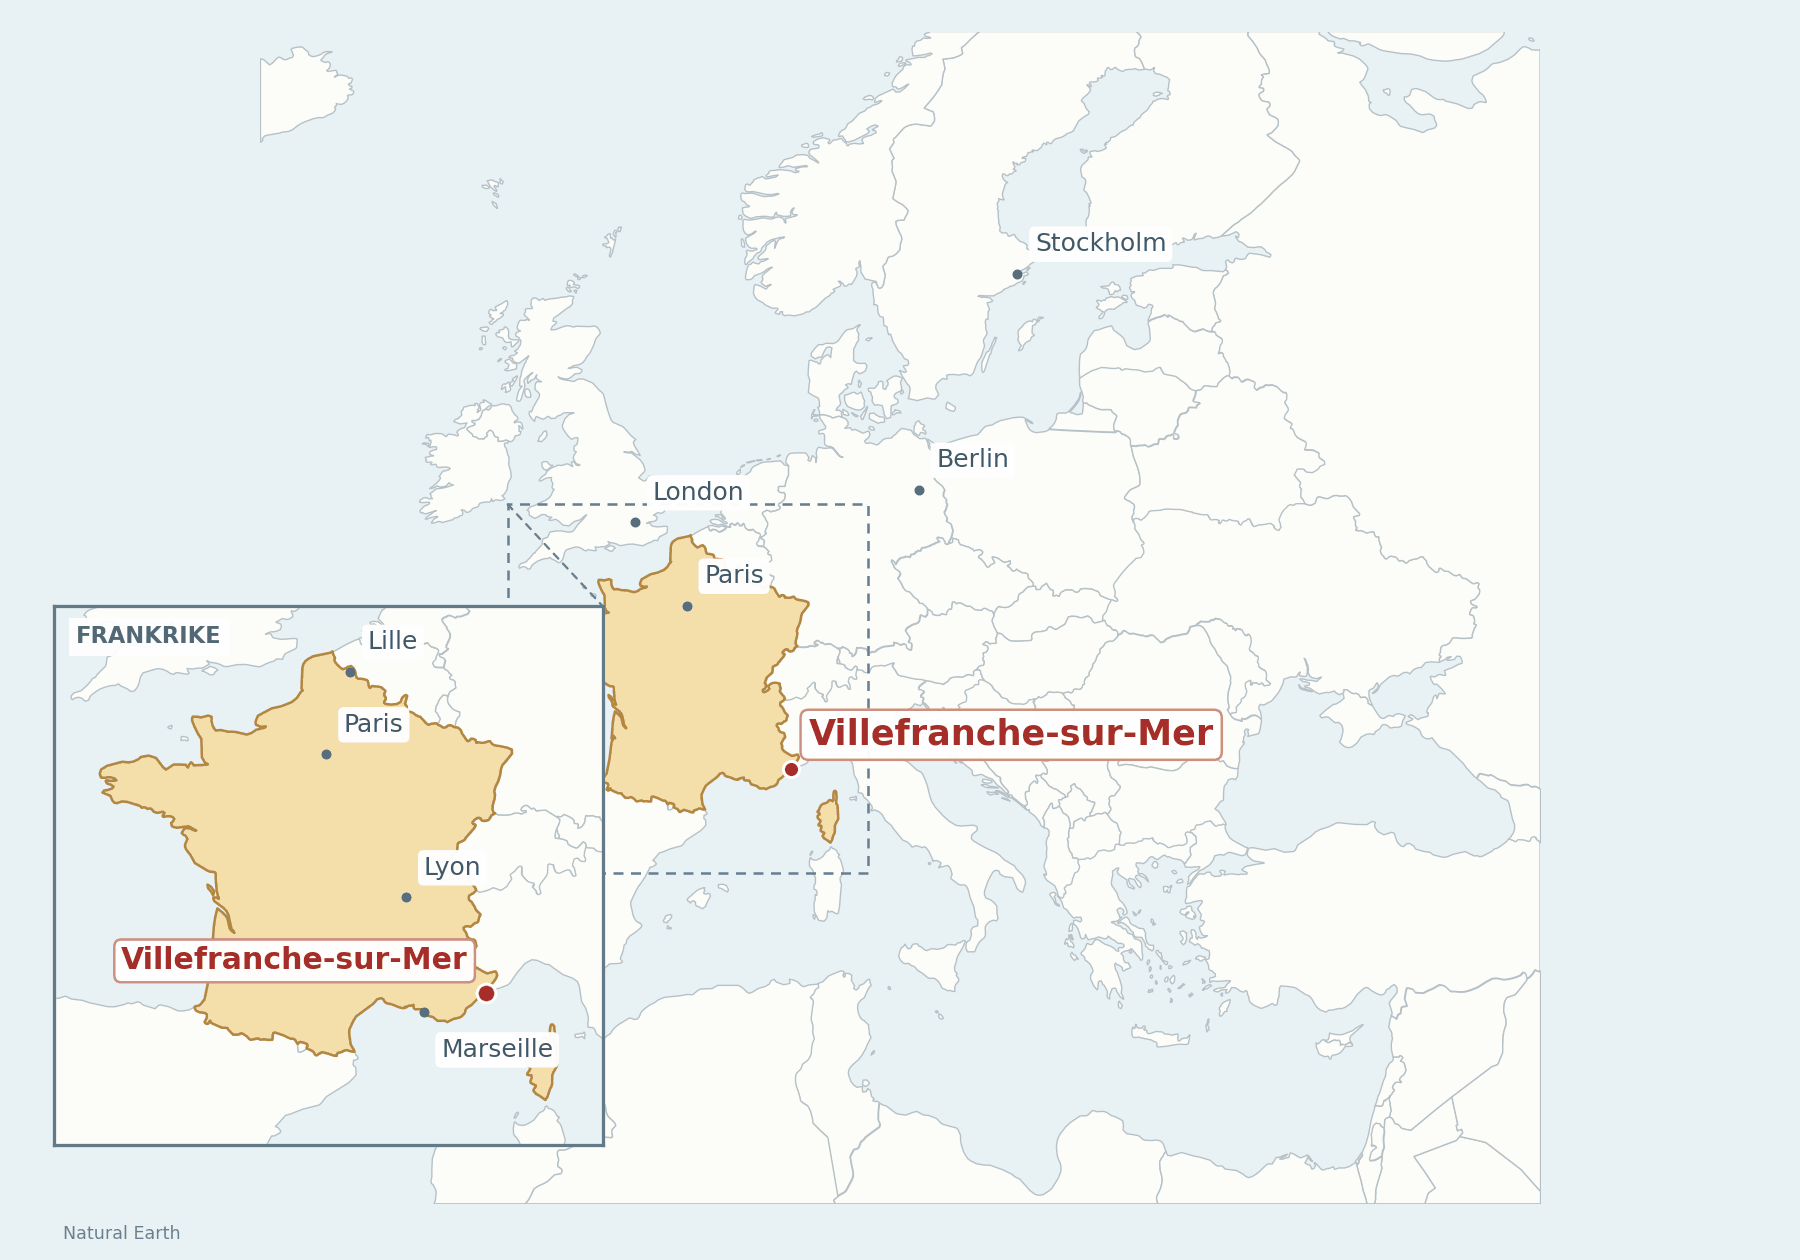 Stockholm
Berlin
London
Paris
Villefranche-sur-Mer
FRANKRIKE
Lille
Paris
Lyon
Villefranche-sur-Mer
Marseille
Natural Earth